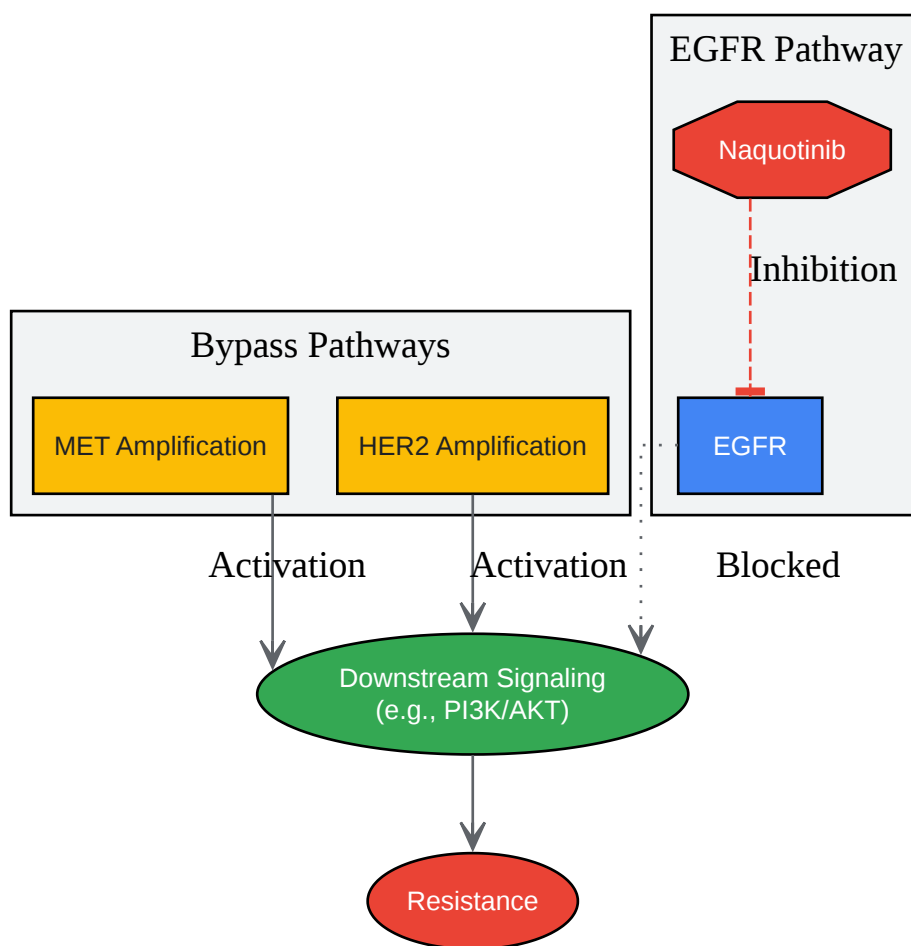 EGFR Pathway
Naquotinib
Inhibition
Bypass Pathways
MET Amplification
HER2 Amplification
EGFR
Activation
Activation
Blocked
Downstream Signaling
(e.g., PI3K/AKT)
Resistance